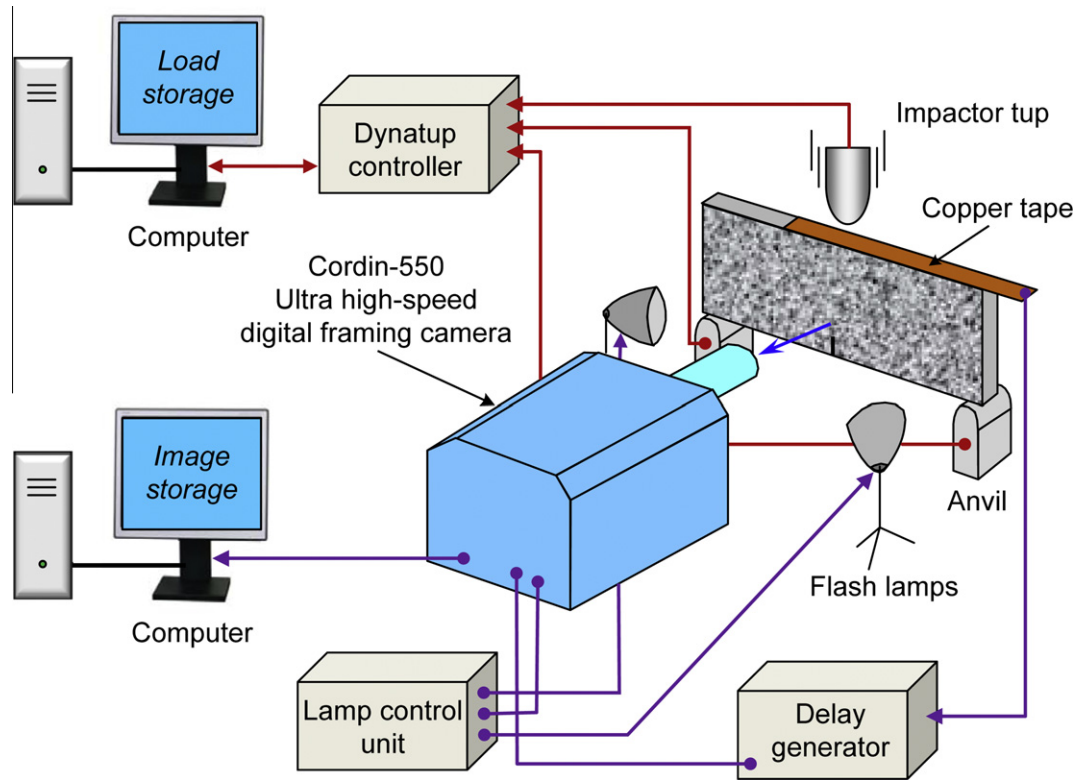 Load
storage
Computer
Dynatup
controller
Impactor tup
Copper tape
Cordin-550
Ultra high-speed
digital framing camera
Image
storage
Computer
Anvil
Flash lamps
Lamp control
unit
Delay
generator